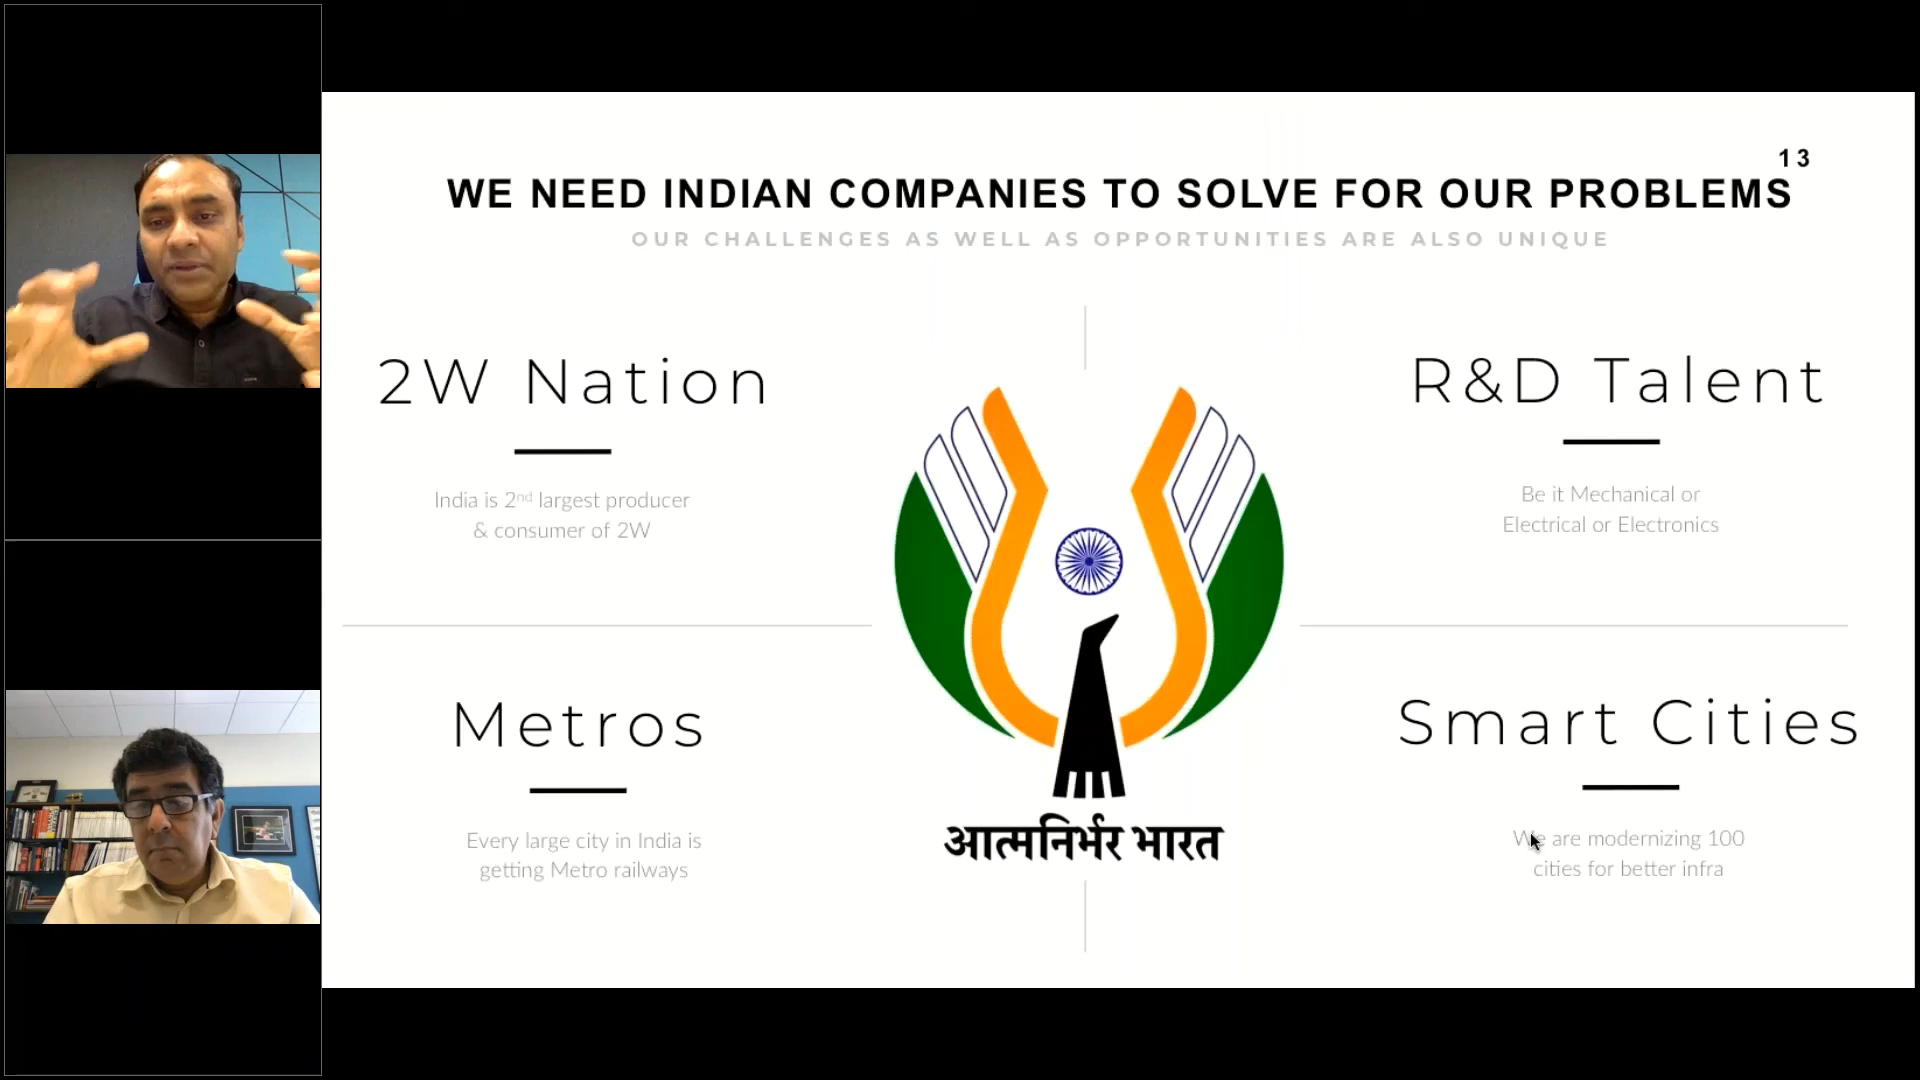 13
WE NEED INDIAN COMPANIES TO SOLVE FOR OUR PROBLEMS
OUR CHALLENGES AS WELL AS OPPORTUNITIES ARE ALSO UNIQUE
2W Nation
India is 2nd largest producer
& consumer of 2W
R&D Talent
Be it Mechanical or
Electrical or Electronics
Metros
Every large city in India is
getting Metro railways
Smart Cities
We are modernizing 100
cities for better infra
आत्मनिर्भर भारत